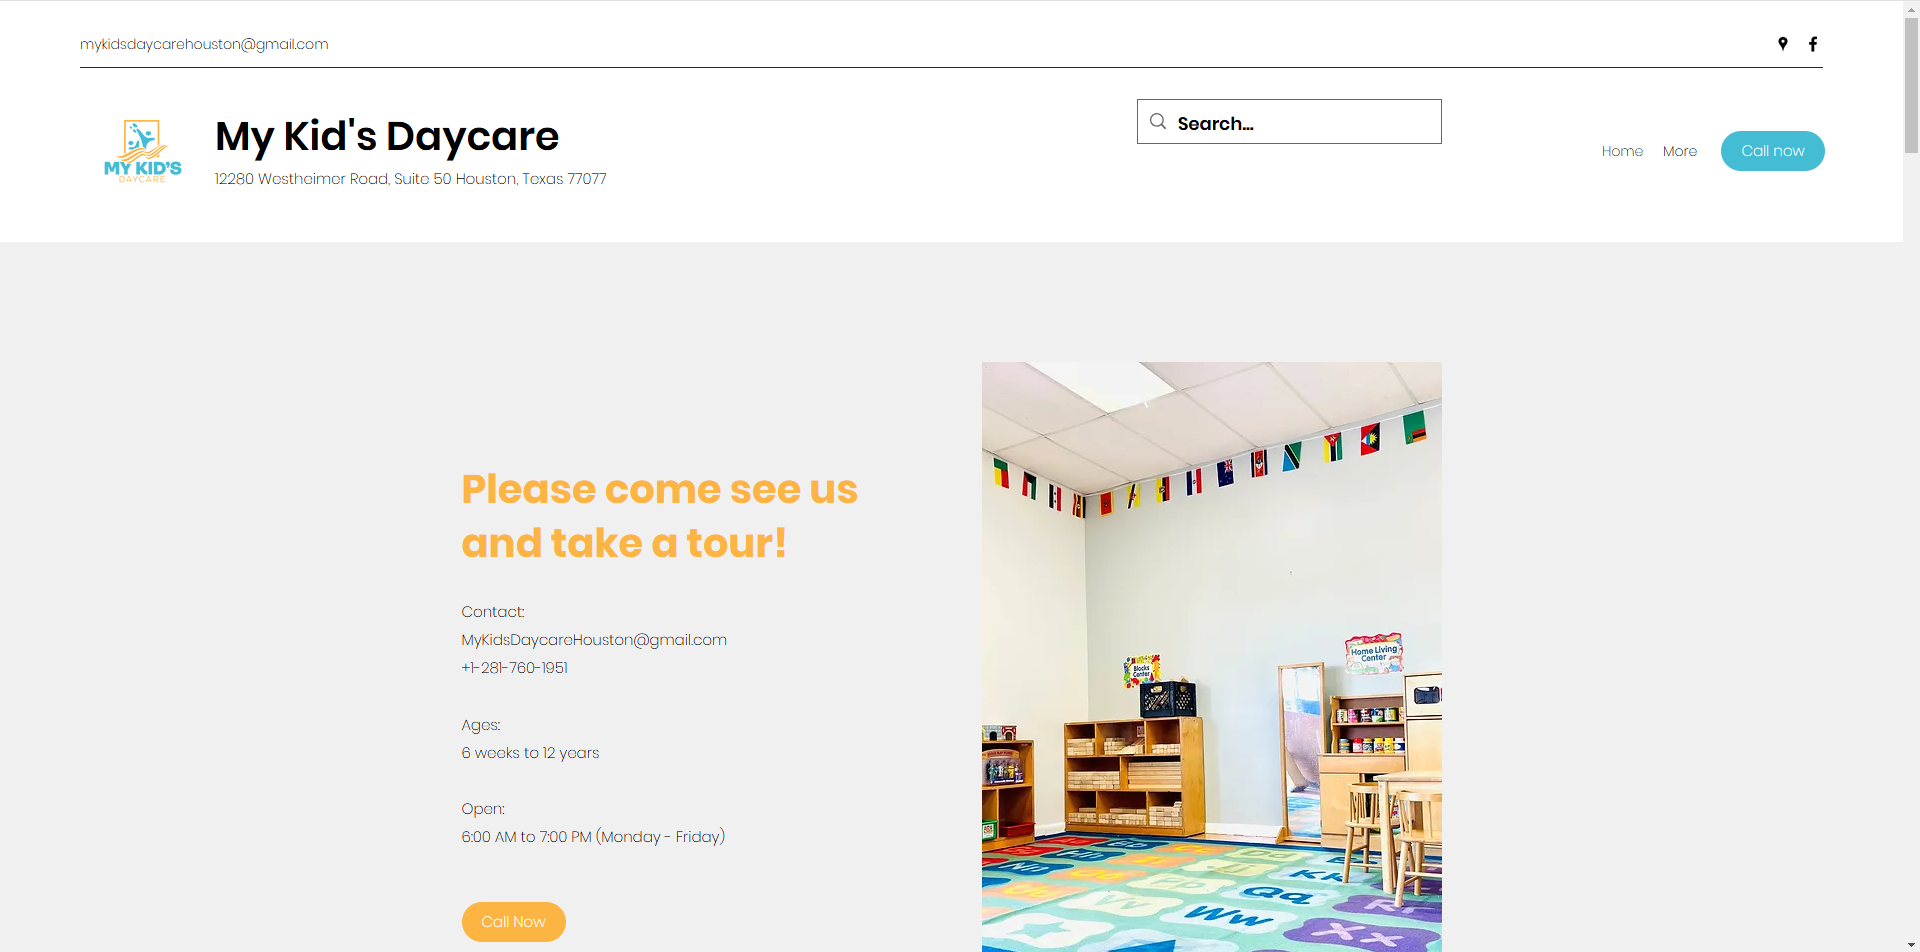 mykidsdaycarehouston@gmail.com
MY KID'S
DAYCARE
My Kid's Daycare
12280 Westheimer Road, Suite 50 Houston, Texas 77077
Search...
Home
More
Call now
Please come see us
and take a tour!
Contact:
MyKidsDaycareHouston@gmail.com
+1-281-760-1951
Ages:
6 weeks to 12 years
Open:
6:00 AM to 7:00 PM (Monday - Friday)
Call Now
Blocks
Center
Home Living
Center
Qq
Ww
Xx
Vv
Kk